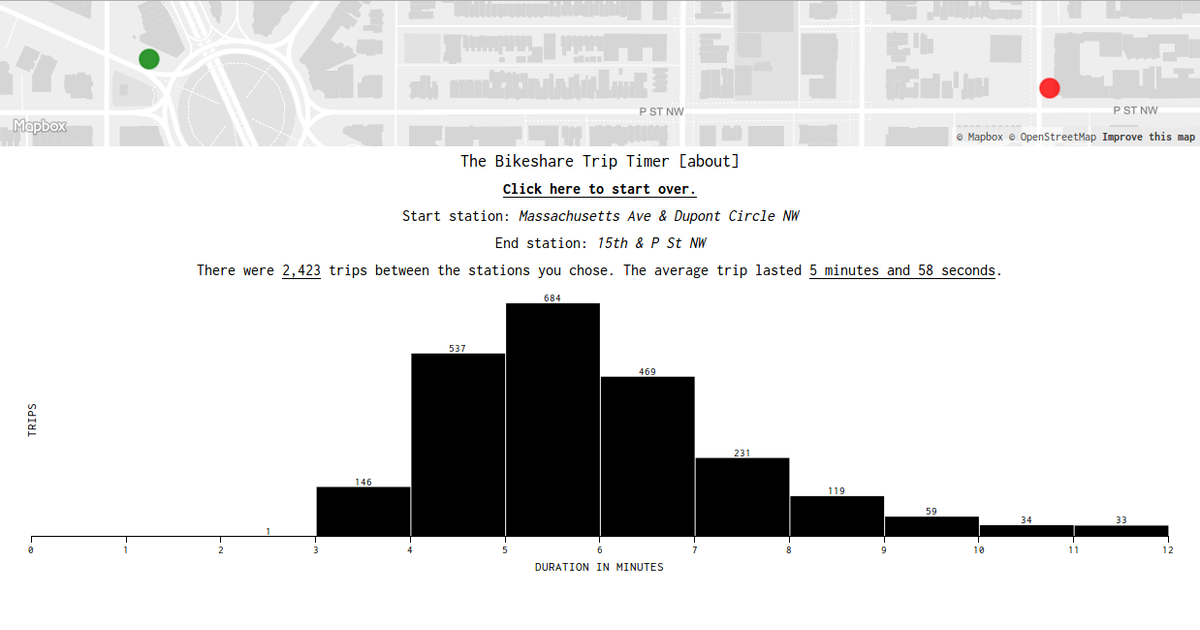 P ST NW
P ST NW
Mapbox
© Mapbox © OpenStreetMap Improve this map
The Bikeshare Trip Timer [about]
Click here to start over.
Start station: Massachusetts Ave & Dupont Circle NW
End station: 15th & P St NW
There were 2,423 trips between the stations you chose. The average trip lasted 5 minutes and 58 seconds.
684
537
469
231
146
119
59
34
33
1
TRIPS
0 1 2 3 4 5 6 7 8 9 10 11 12
DURATION IN MINUTES